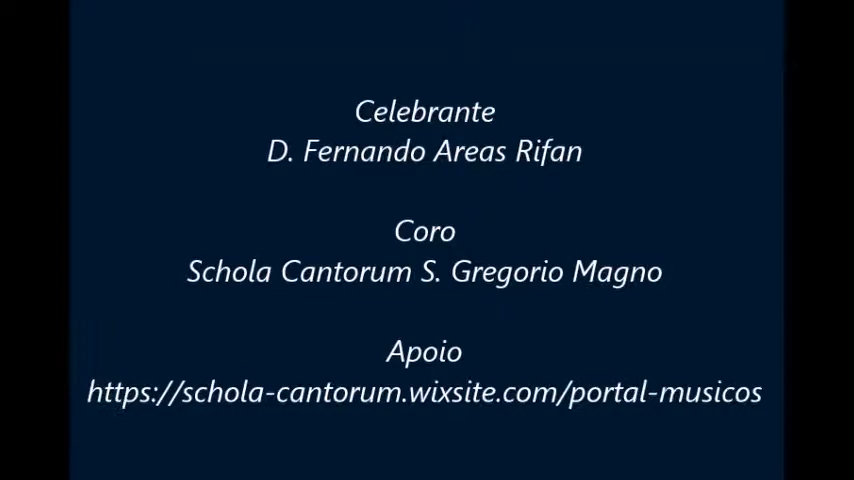 Celebrante
D. Fernando Areas Rifan
Coro
Schola Cantorum S. Gregorio Magno
Apoio
https://schola-cantorum.wixsite.com/portal-musicos